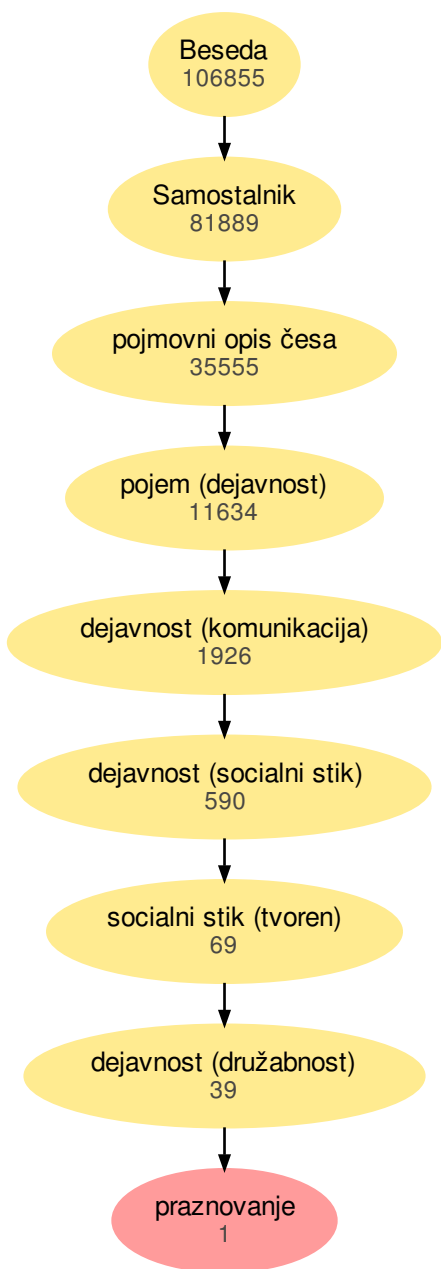 Beseda
106855
Samostalnik
81889
pojmovni opis česa
35555
pojem (dejavnost)
11634
dejavnost (komunikacija)
1926
dejavnost (socialni stik)
590
socialni stik (tvoren)
69
dejavnost (družabnost)
39
praznovanje
1